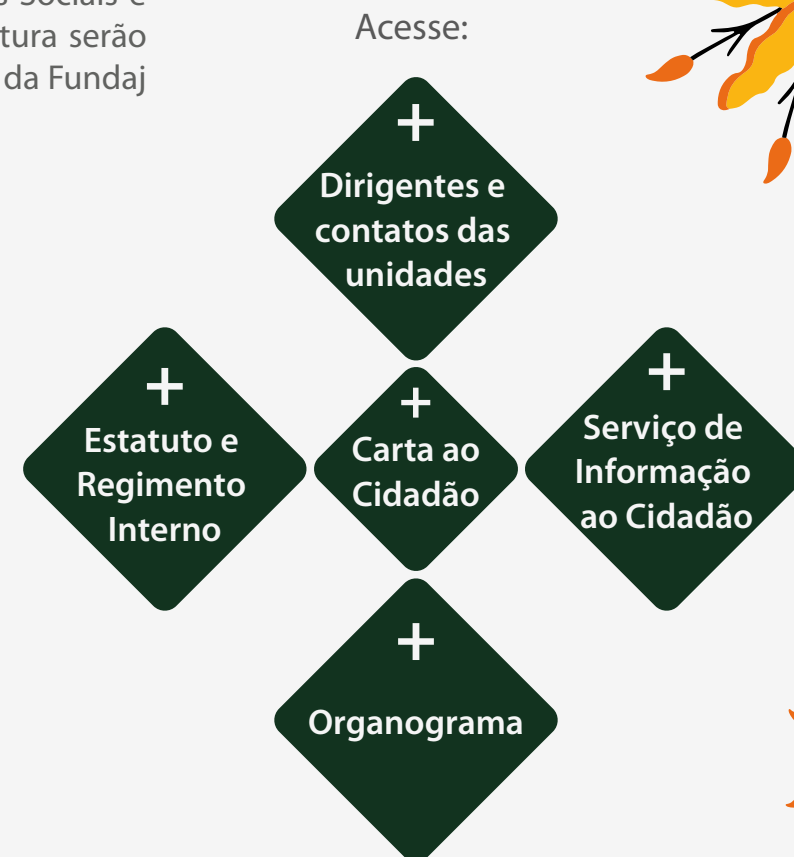 s Sociais e
tura serão
da Fundaj
Acesse:
+
Dirigentes e
contatos das
unidades
+
Estatuto e
Regimento
Interno
+
Carta ao
Cidadão
+
Serviço de
Informação
ao Cidadão
+
Organograma